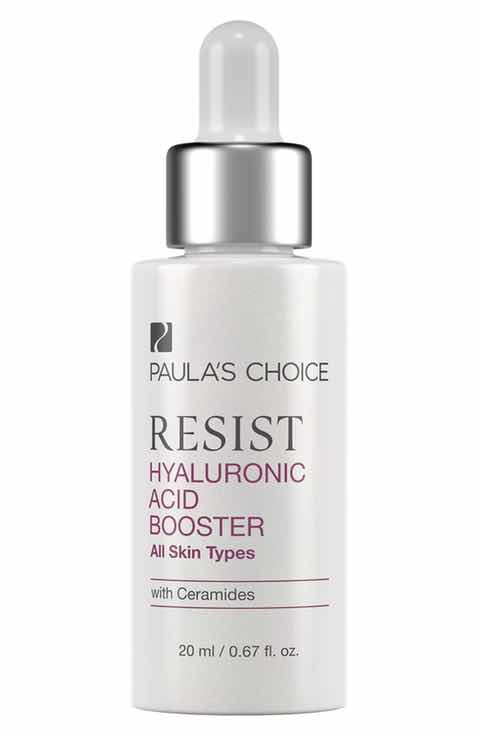 PAULA'S CHOICE
RESIST
HYALURONIC
ACID
BOOSTER
All Skin Types
with Ceramides
20 ml / 0.67 fl. oz.